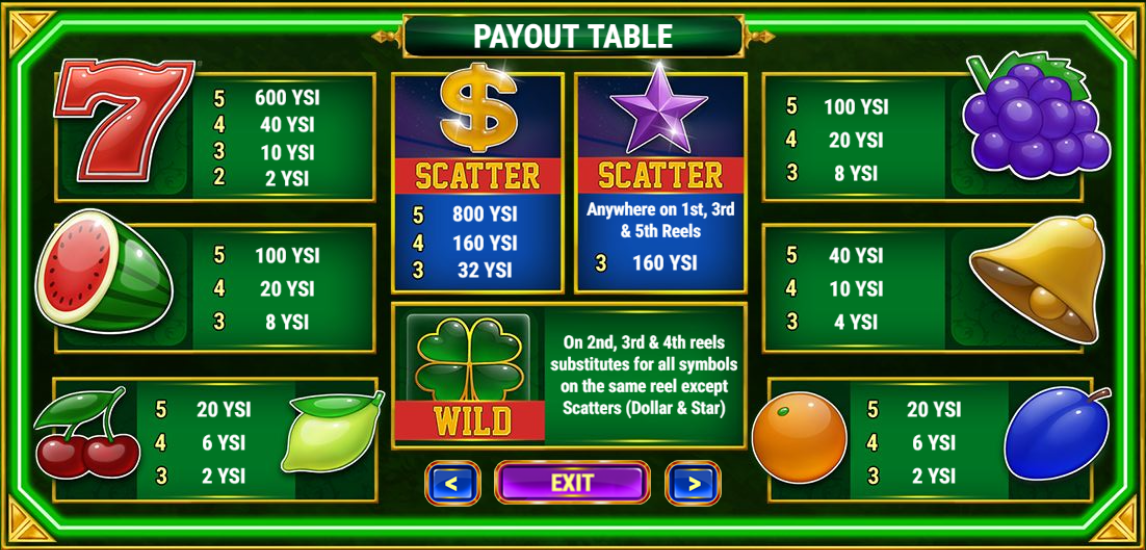 PAYOUT TABLE
5 600 YSI
4 40 YSI
3 10 YSI
2 2 YSI
SCATTER
5 800 YSI
4 160 YSI
3 32 YSI
SCATTER
Anywhere on 1st, 3rd
& 5th Reels
3 160 YSI
5 100 YSI
4 20 YSI
3 8 YSI
5 100 YSI
4 20 YSI
3 8 YSI
WILD
On 2nd, 3rd & 4th reels
substitutes for all symbols
on the same reel except
Scatters (Dollar & Star)
5 40 YSI
4 10 YSI
3 4 YSI
5 20 YSI
4 6 YSI
3 2 YSI
5 20 YSI
4 6 YSI
3 2 YSI
< EXIT >